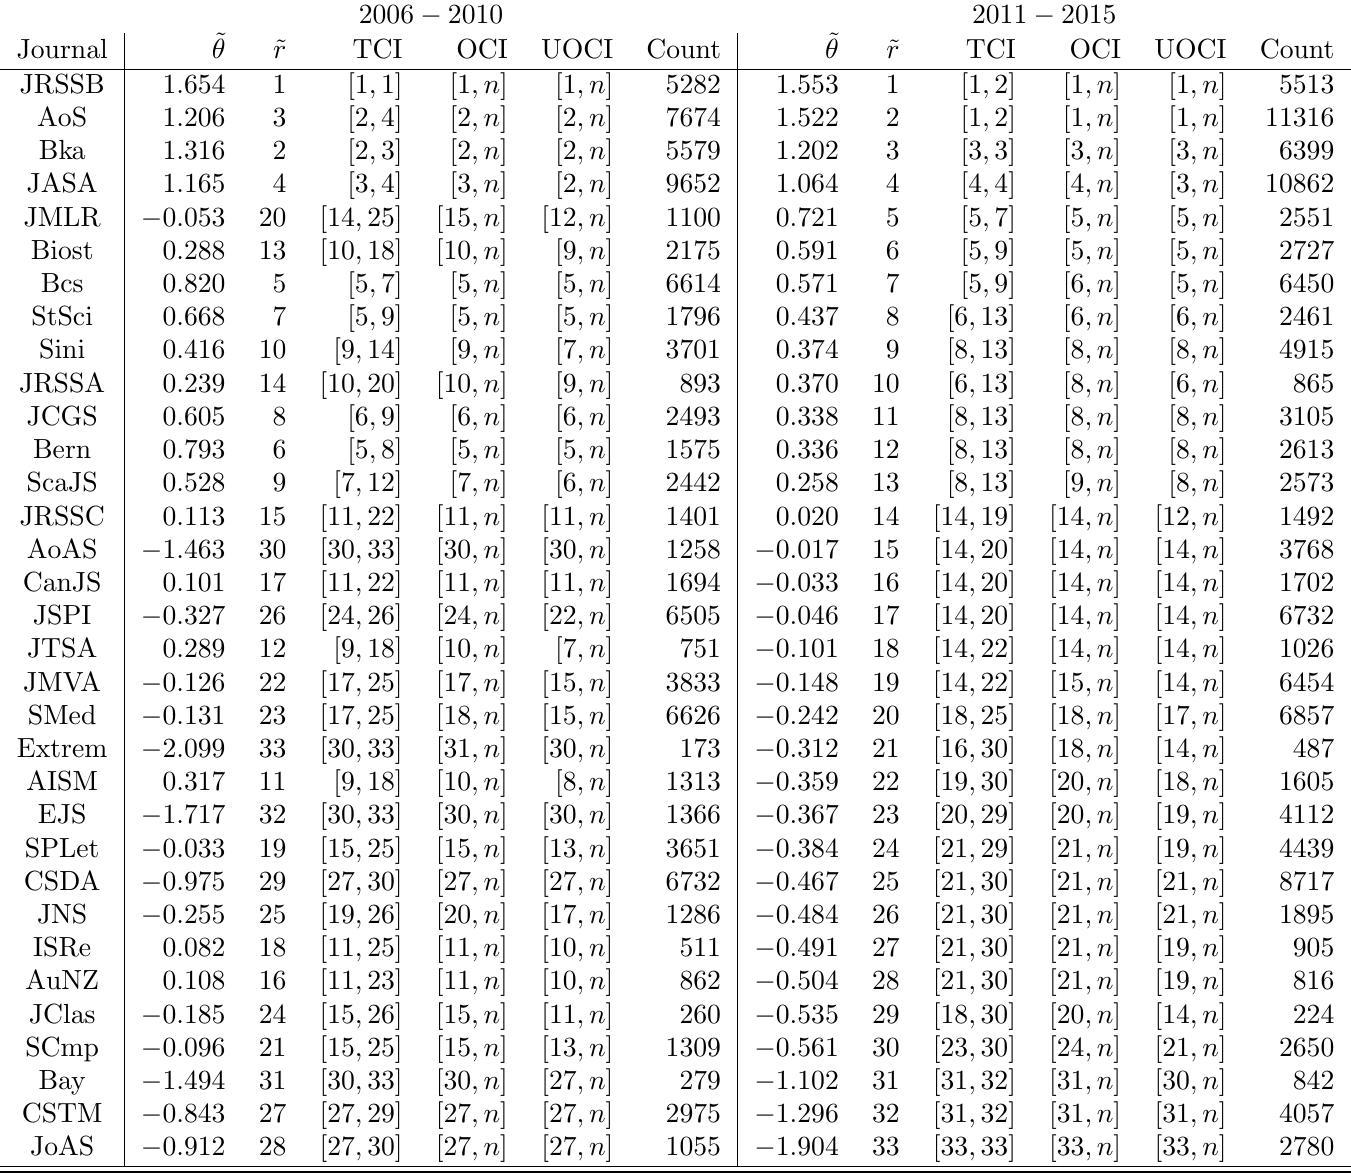 2006 − 2010 2011 − 2015
Journal θ̃ r̃ TCI OCI UOCI Count θ̃ r̃ TCI OCI UOCI Count
JRSSB 1.654 1 [1, 1] [1, n] [1, n] 5282 1.553 1 [1, 2] [1, n] [1, n] 5513
AoS 1.206 3 [2, 4] [2, n] [2, n] 7674 1.522 2 [1, 2] [1, n] [1, n] 11316
Bka 1.316 2 [2, 3] [2, n] [2, n] 5579 1.202 3 [3, 3] [3, n] [3, n] 6399
JASA 1.165 4 [3, 4] [3, n] [2, n] 9652 1.064 4 [4, 4] [4, n] [3, n] 10862
JMLR −0.053 20 [14, 25] [15, n] [12, n] 1100 0.721 5 [5, 7] [5, n] [5, n] 2551
Biost 0.288 13 [10, 18] [10, n] [9, n] 2175 0.591 6 [5, 9] [5, n] [5, n] 2727
Bcs 0.820 5 [5, 7] [5, n] [5, n] 6614 0.571 7 [5, 9] [6, n] [5, n] 6450
StSci 0.668 7 [5, 9] [5, n] [5, n] 1796 0.437 8 [6, 13] [6, n] [6, n] 2461
Sini 0.416 10 [9, 14] [9, n] [7, n] 3701 0.374 9 [8, 13] [8, n] [8, n] 4915
JRSSA 0.239 14 [10, 20] [10, n] [9, n] 893 0.370 10 [6, 13] [8, n] [6, n] 865
JCGS 0.605 8 [6, 9] [6, n] [6, n] 2493 0.338 11 [8, 13] [8, n] [8, n] 3105
Bern 0.793 6 [5, 8] [5, n] [5, n] 1575 0.336 12 [8, 13] [8, n] [8, n] 2613
ScaJS 0.528 9 [7, 12] [7, n] [6, n] 2442 0.258 13 [8, 13] [9, n] [8, n] 2573
JRSSC 0.113 15 [11, 22] [11, n] [11, n] 1401 0.020 14 [14, 19] [14, n] [12, n] 1492
AoAS −1.463 30 [30, 33] [30, n] [30, n] 1258 −0.017 15 [14, 20] [14, n] [14, n] 3768
CanJS 0.101 17 [11, 22] [11, n] [11, n] 1694 −0.033 16 [14, 20] [14, n] [14, n] 1702
JSPI −0.327 26 [24, 26] [24, n] [22, n] 6505 −0.046 17 [14, 20] [14, n] [14, n] 6732
JTSA 0.289 12 [9, 18] [10, n] [7, n] 751 −0.101 18 [14, 22] [14, n] [14, n] 1026
JMVA −0.126 22 [17, 25] [17, n] [15, n] 3833 −0.148 19 [14, 22] [15, n] [14, n] 6454
SMed −0.131 23 [17, 25] [18, n] [15, n] 6626 −0.242 20 [18, 25] [18, n] [17, n] 6857
Extrem −2.099 33 [30, 33] [31, n] [30, n] 173 −0.312 21 [16, 30] [18, n] [14, n] 487
AISM 0.317 11 [9, 18] [10, n] [8, n] 1313 −0.359 22 [19, 30] [20, n] [18, n] 1605
EJS −1.717 32 [30, 33] [30, n] [30, n] 1366 −0.367 23 [20, 29] [20, n] [19, n] 4112
SPLet −0.033 19 [15, 25] [15, n] [13, n] 3651 −0.384 24 [21, 29] [21, n] [19, n] 4439
CSDA −0.975 29 [27, 30] [27, n] [27, n] 6732 −0.467 25 [21, 30] [21, n] [21, n] 8717
JNS −0.255 25 [19, 26] [20, n] [17, n] 1286 −0.484 26 [21, 30] [21, n] [21, n] 1895
ISRe 0.082 18 [11, 25] [11, n] [10, n] 511 −0.491 27 [21, 30] [21, n] [19, n] 905
AuNZ 0.108 16 [11, 23] [11, n] [10, n] 862 −0.504 28 [21, 30] [21, n] [19, n] 816
JClas −0.185 24 [15, 26] [15, n] [11, n] 260 −0.535 29 [18, 30] [20, n] [14, n] 224
SCmp −0.096 21 [15, 25] [15, n] [13, n] 1309 −0.561 30 [23, 30] [24, n] [21, n] 2650
Bay −1.494 31 [30, 33] [30, n] [27, n] 279 −1.102 31 [31, 32] [31, n] [30, n] 842
CSTM −0.843 27 [27, 29] [27, n] [27, n] 2975 −1.296 32 [31, 32] [31, n] [31, n] 4057
JoAS −0.912 28 [27, 30] [27, n] [27, n] 1055 −1.904 33 [33, 33] [33, n] [33, n] 2780